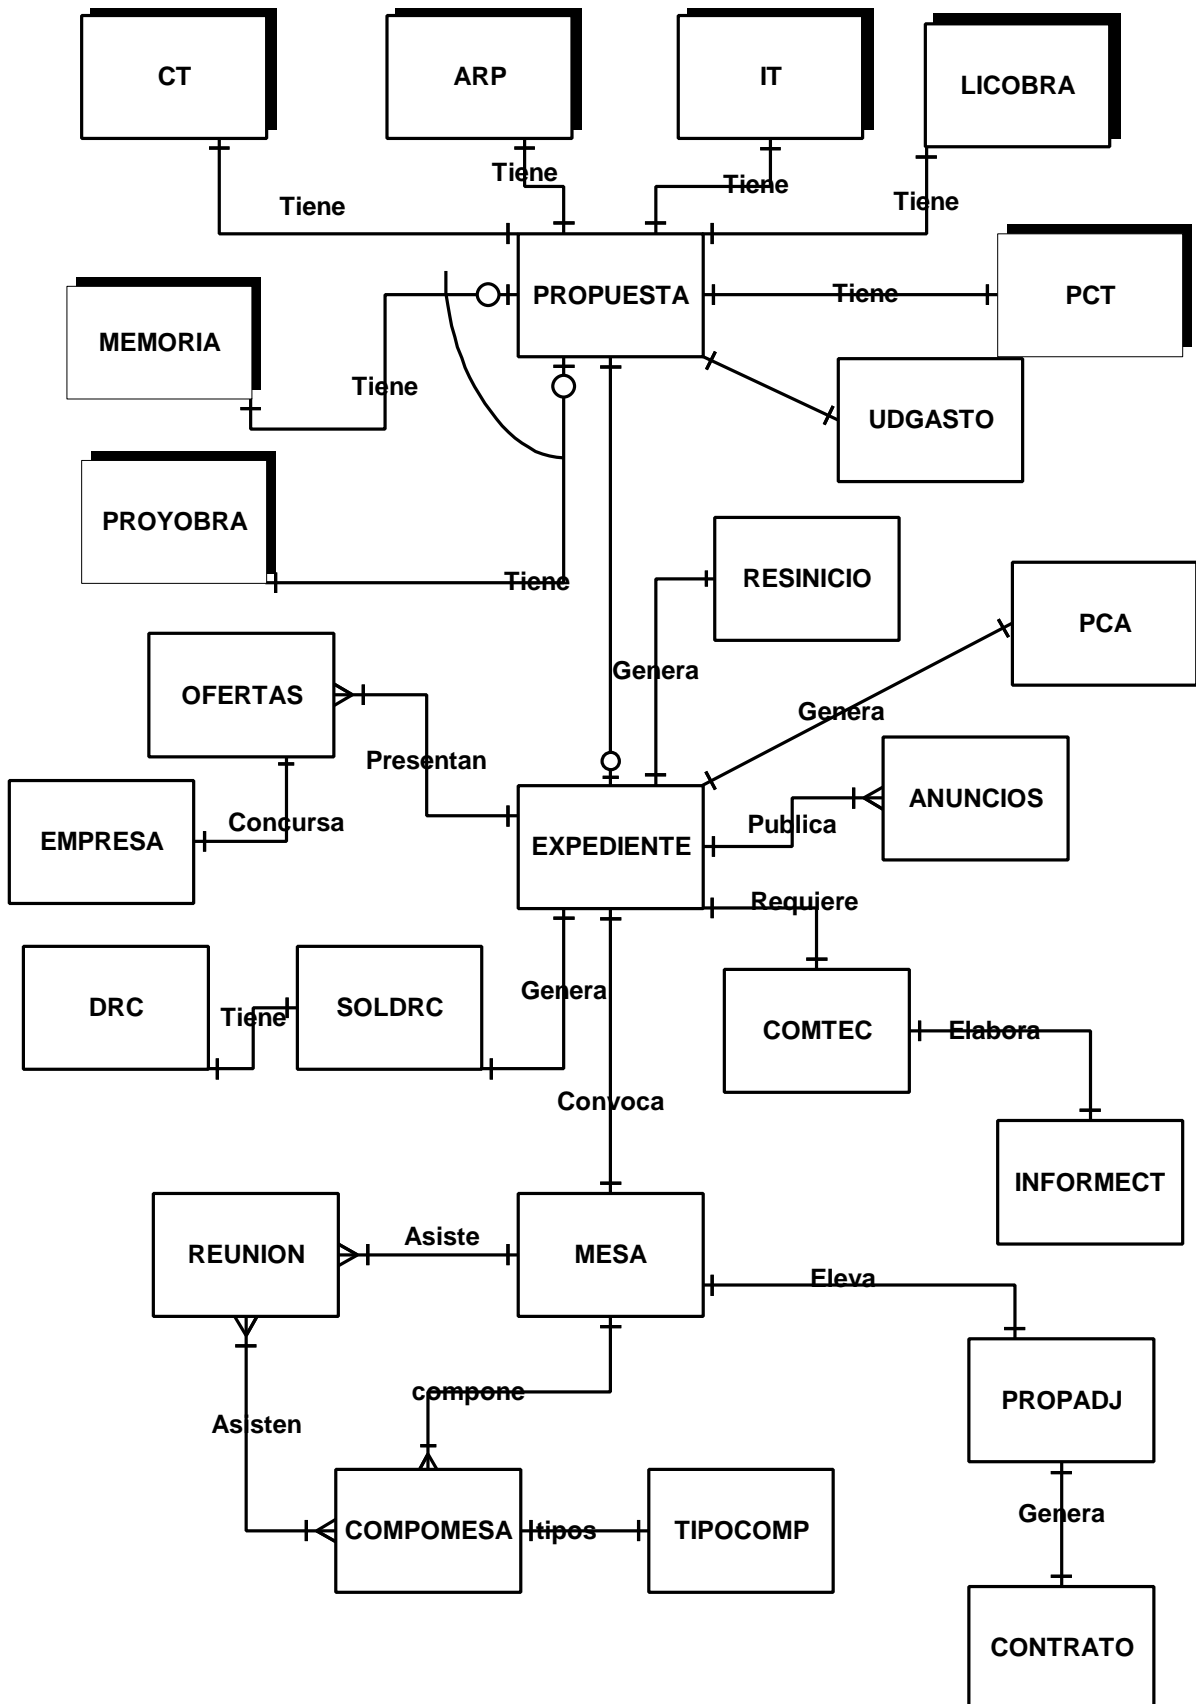 CT
ARP
IT
LICOBRA
Tiene
Tiene
Tiene
Tiene
PROPUESTA
Tiene
PCT
MEMORIA
Tiene
UDGASTO
PROYOBRA
Tiene
RESINICIO
PCA
OFERTAS
Genera
Genera
Presentan
ANUNCIOS
EMPRESA
Concursa
EXPEDIENTE
Publica
Requiere
DRC
Tiene
SOLDRC
Genera
COMTEC
Elabora
Convoca
INFORMECT
REUNION
Asiste
MESA
Eleva
compone
PROPADJ
Asisten
COMPOMESA
tipos
TIPOCOMP
Genera
CONTRATO